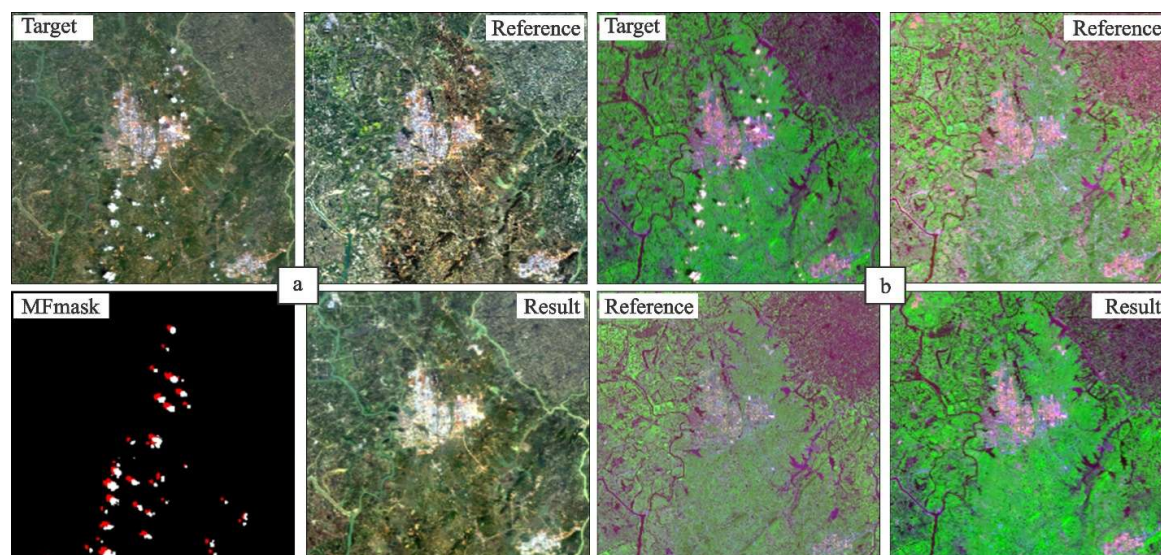 Target
Reference
Target
Reference
a
b
MFmask
Result
Reference
Result